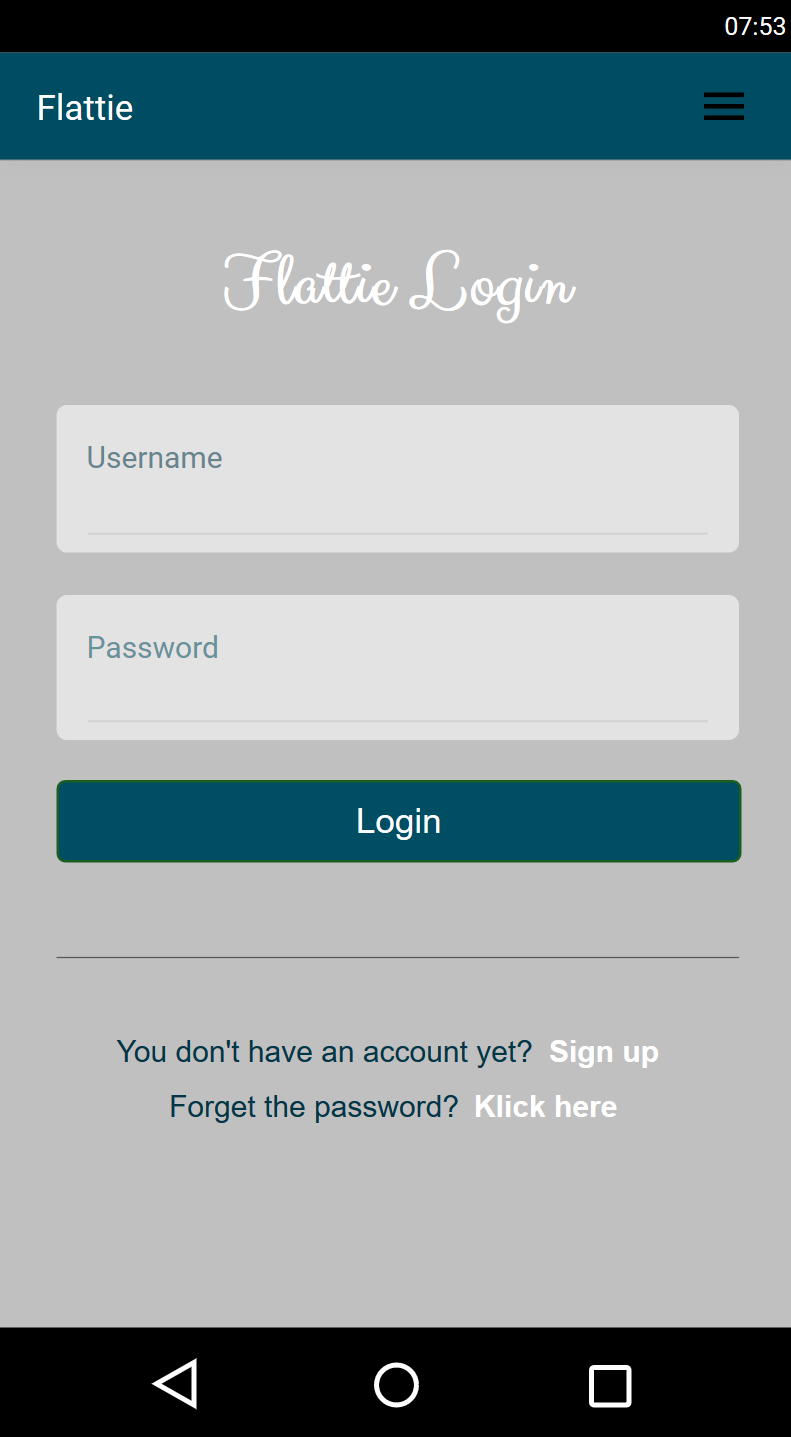 07:53
Flattie
Flattie Login
Username
Password
Login
You don't have an account yet? Sign up
Forget the password? Klick here